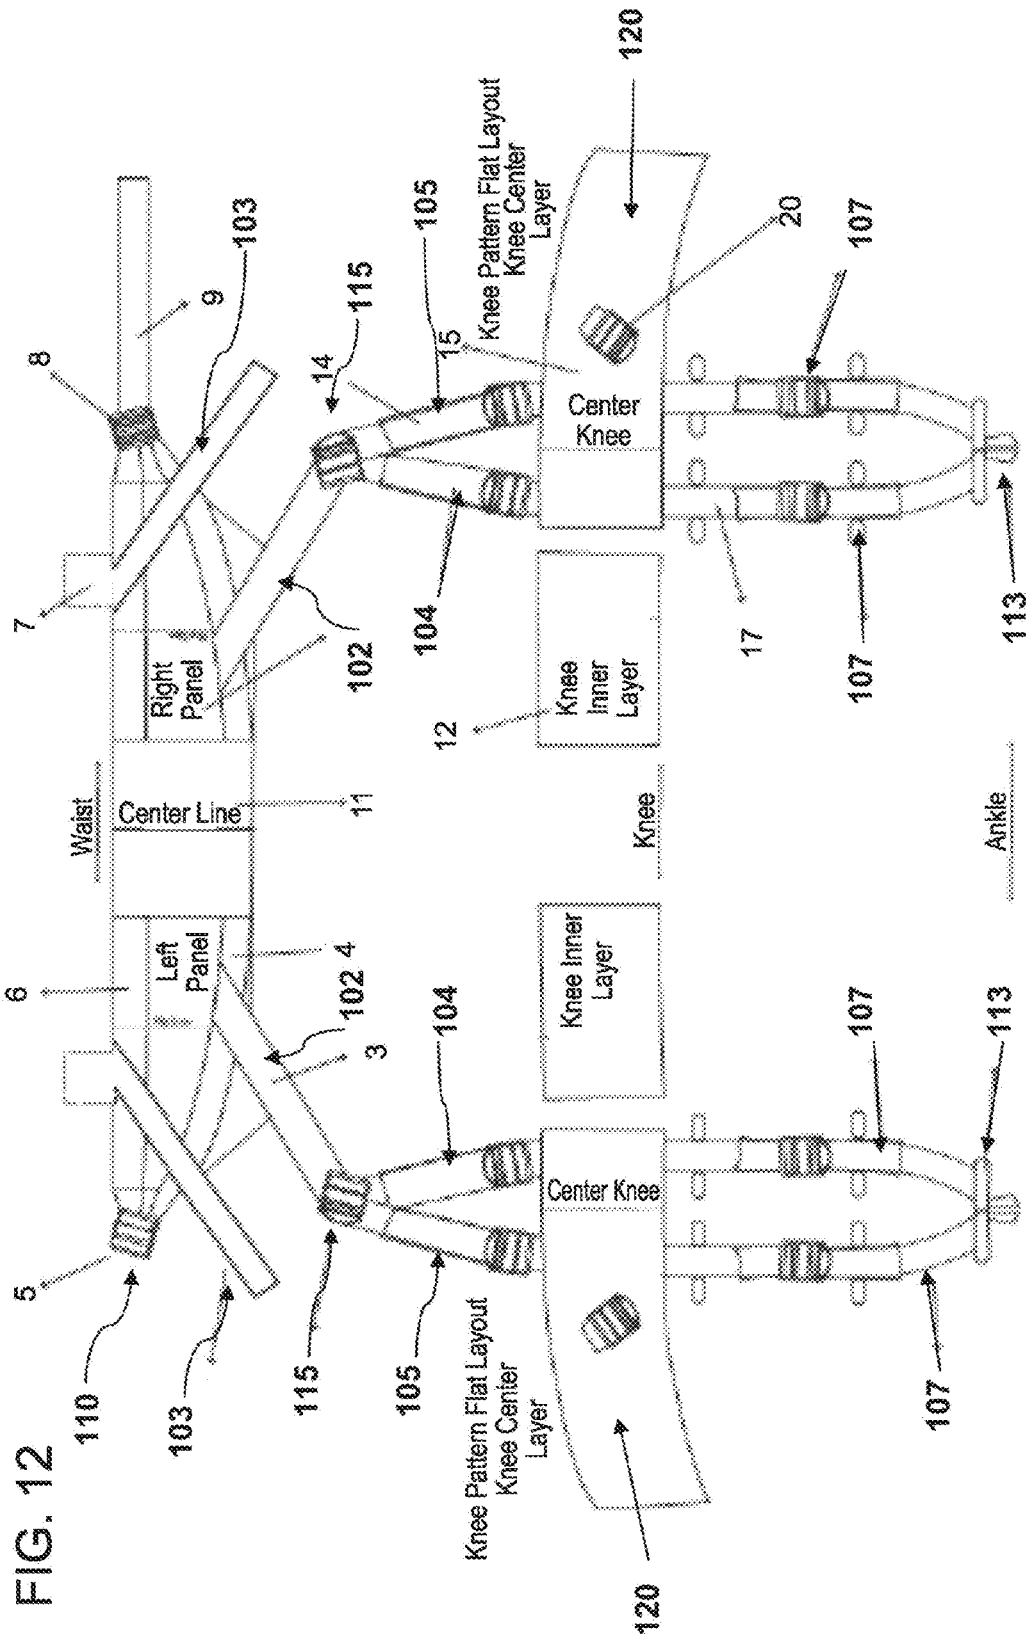 FIG. 12
110
5
103
6
Waist
7
8
9
103
Left
Panel
Center Line
Right
Panel
4
102
3
11
102
115
14
115
105
104
104
105
15
12
17
Knee Pattern Flat Layout
Knee Center
Layer
Knee Pattern Flat Layout
Knee Center
Layer
120
Center Knee
Knee Inner
Layer
Knee
Knee
Inner
Layer
Center
Knee
20
120
107
107
107
107
113
Ankle
113